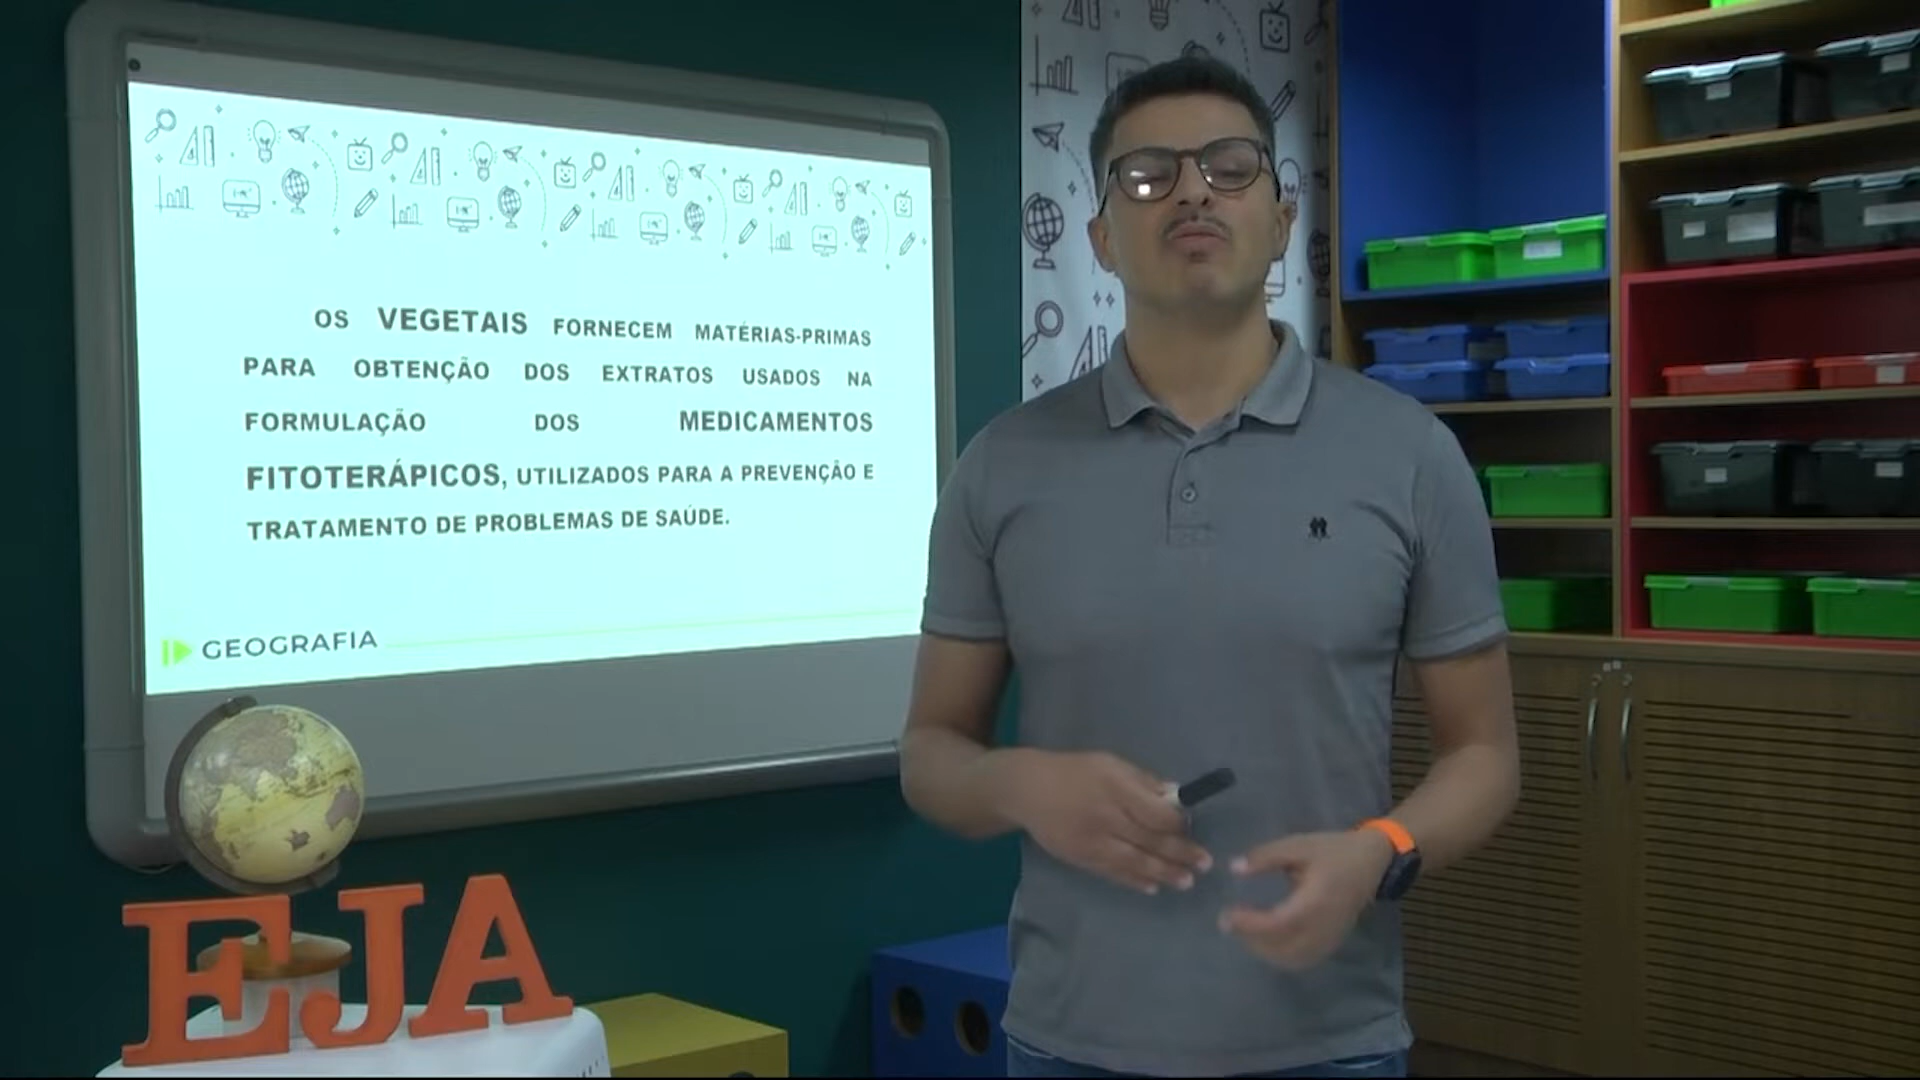 OS VEGETAIS FORNECEM MATÉRIAS-PRIMAS
PARA OBTENÇÃO DOS EXTRATOS USADOS NA
FORMULAÇÃO DOS MEDICAMENTOS
FITOTERÁPICOS, UTILIZADOS PARA A PREVENÇÃO E
TRATAMENTO DE PROBLEMAS DE SAÚDE.
GEOGRAFIA
EJA